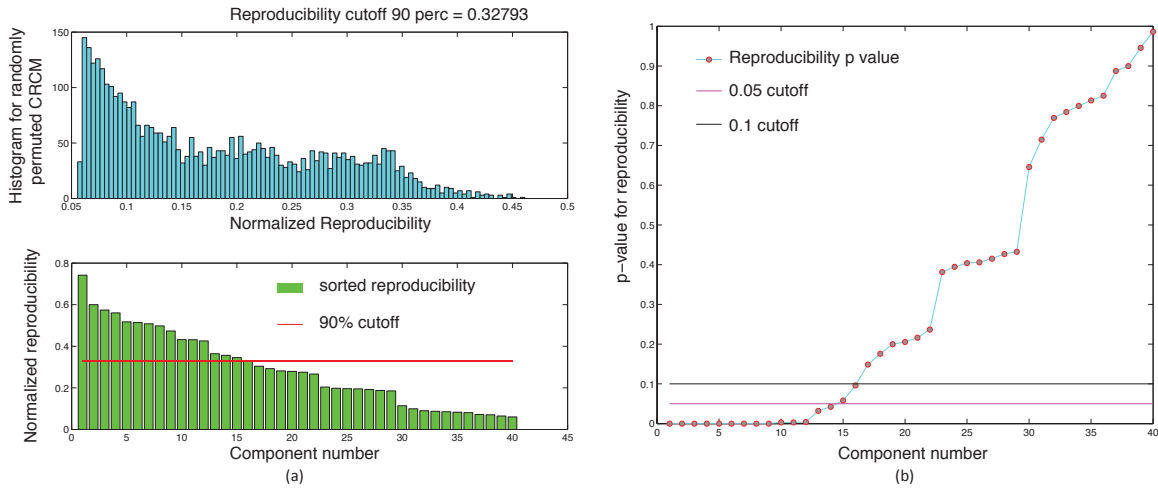 Reproducibility cutoff 90 perc = 0.32793
Histogram for randomly
permuted CRCM
150
100
50
0
0.05 0.1 0.15 0.2 0.25 0.3 0.35 0.4 0.45 0.5
Normalized Reproducibility
Normalized reproducibility
0.8
0.6
0.4
0.2
0
sorted reproducibility
90% cutoff
0 5 10 15 20 25 30 35 40 45
Component number
(a)
p-value for reproducibility
1
0.9
0.8
0.7
0.6
0.5
0.4
0.3
0.2
0.1
0
Reproducibility p value
0.05 cutoff
0.1 cutoff
0 5 10 15 20 25 30 35 40
Component number
(b)